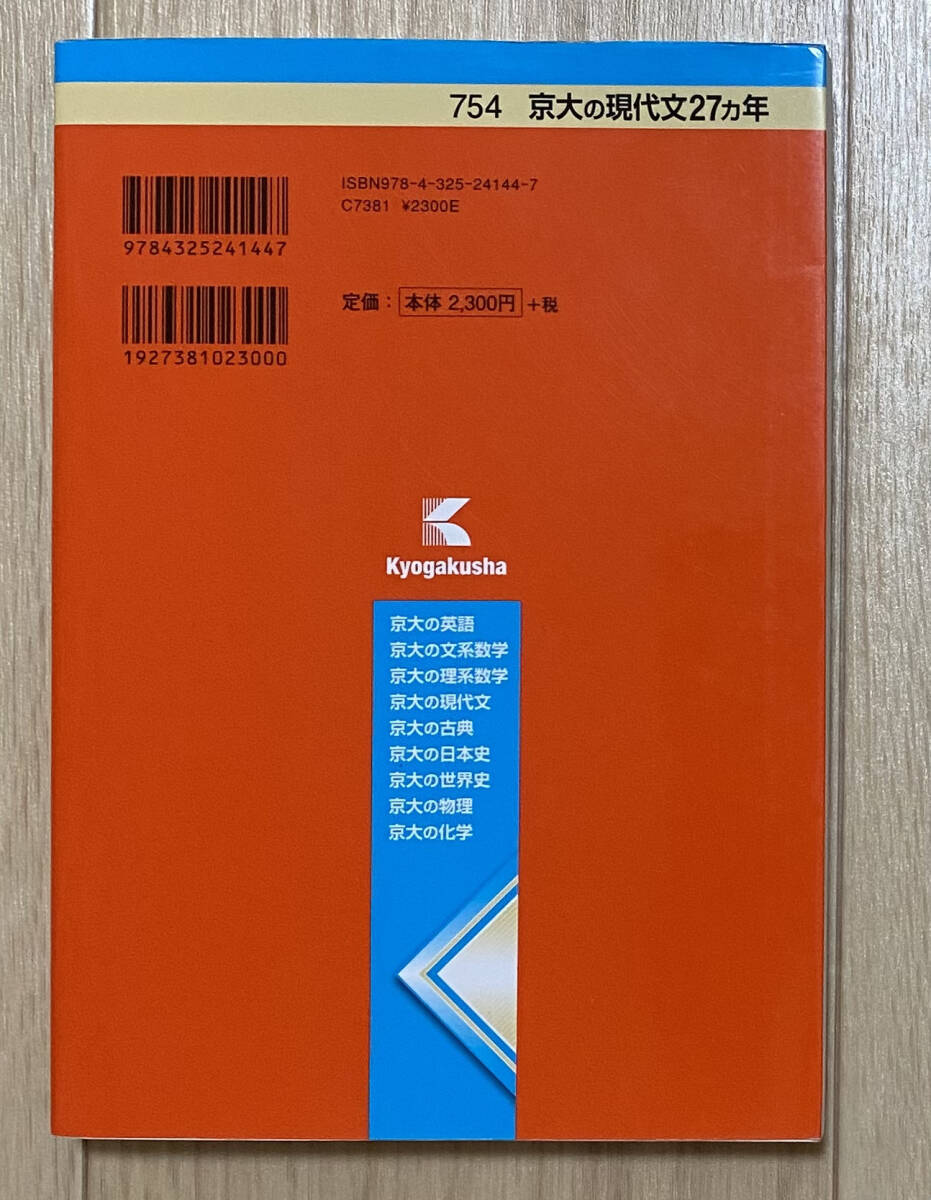 754 京大の現代文27カ年
ISBN978-4-325-24144-7
C7381 ¥2300E
9784325241447
定価： 本体 2,300円 +税
1927381023000
Kyogakusha
京大の英語
京大の文系数学
京大の理系数学
京大の現代文
京大の古典
京大の日本史
京大の世界史
京大の物理
京大の化学